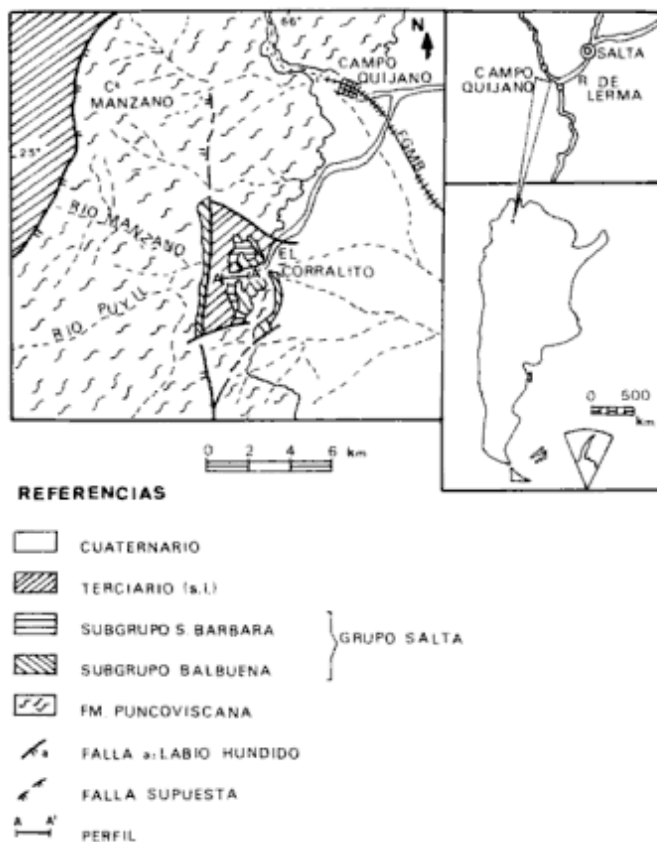 66°
N
CAMPO
QUIJANO
Cº
MANZANO
FGMB
25°
RIO MANZANO
EL
CORRALITO
A A'
RIO
0 2 4 6
km
SALTA
CAMPO
QUIJANO
R. DE
LERMA
0 500
km.
REFERENCIAS
CUATERNARIO
TERCIARIO (s.l.)
SUBGRUPO S. BARBARA
GRUPO SALTA
SUBGRUPO BALBUENA
FM. PUNCOVISCANA
a
FALLA a: LABIO HUNDIDO
FALLA SUPUESTA
A A'
PERFIL